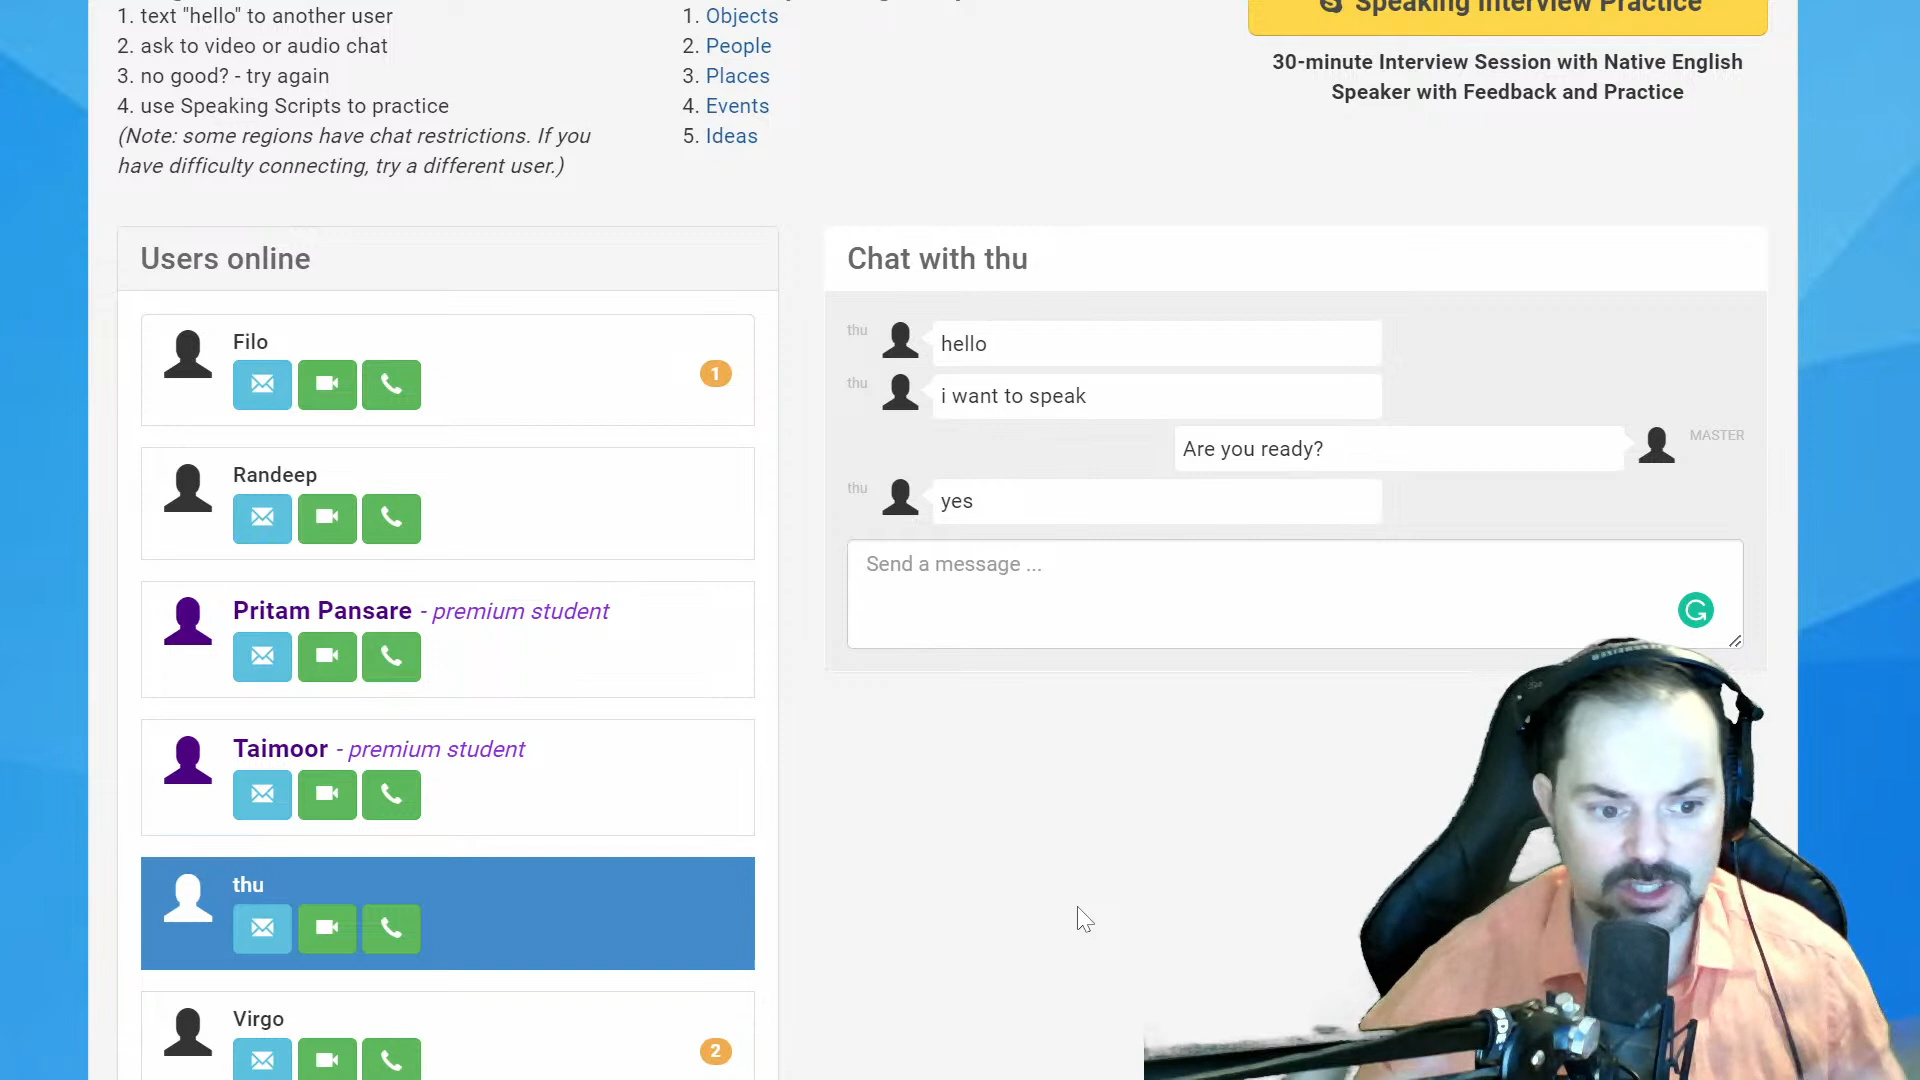 1. text "hello" to another user
2. ask to video or audio chat
3. no good? - try again
4. use Speaking Scripts to practice
(Note: some regions have chat restrictions. If you
have difficulty connecting, try a different user.)
1. Objects
2. People
3. Places
4. Events
5. Ideas
Speaking Interview Practice
30-minute Interview Session with Native English
Speaker with Feedback and Practice
Users online
Filo
1
Randeep
Pritam Pansare - premium student
Taimoor - premium student
thu
Virgo
2
Chat with thu
thu
hello
thu
i want to speak
Are you ready?
MASTER
thu
yes
Send a message ...